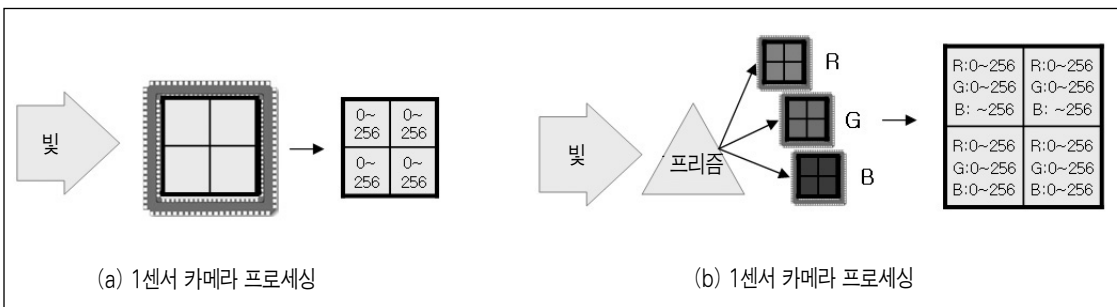 빛
0~ 0~
256 256
0~ 0~
256 256
(a) 1센서 카메라 프로세싱
빛
프리즘
R
G
B
R:0~256 R:0~256
G:0~256 G:0~256
B: ~256 B: ~256
R:0~256 R:0~256
G:0~256 G:0~256
B:0~256 B:0~256
(b) 1센서 카메라 프로세싱